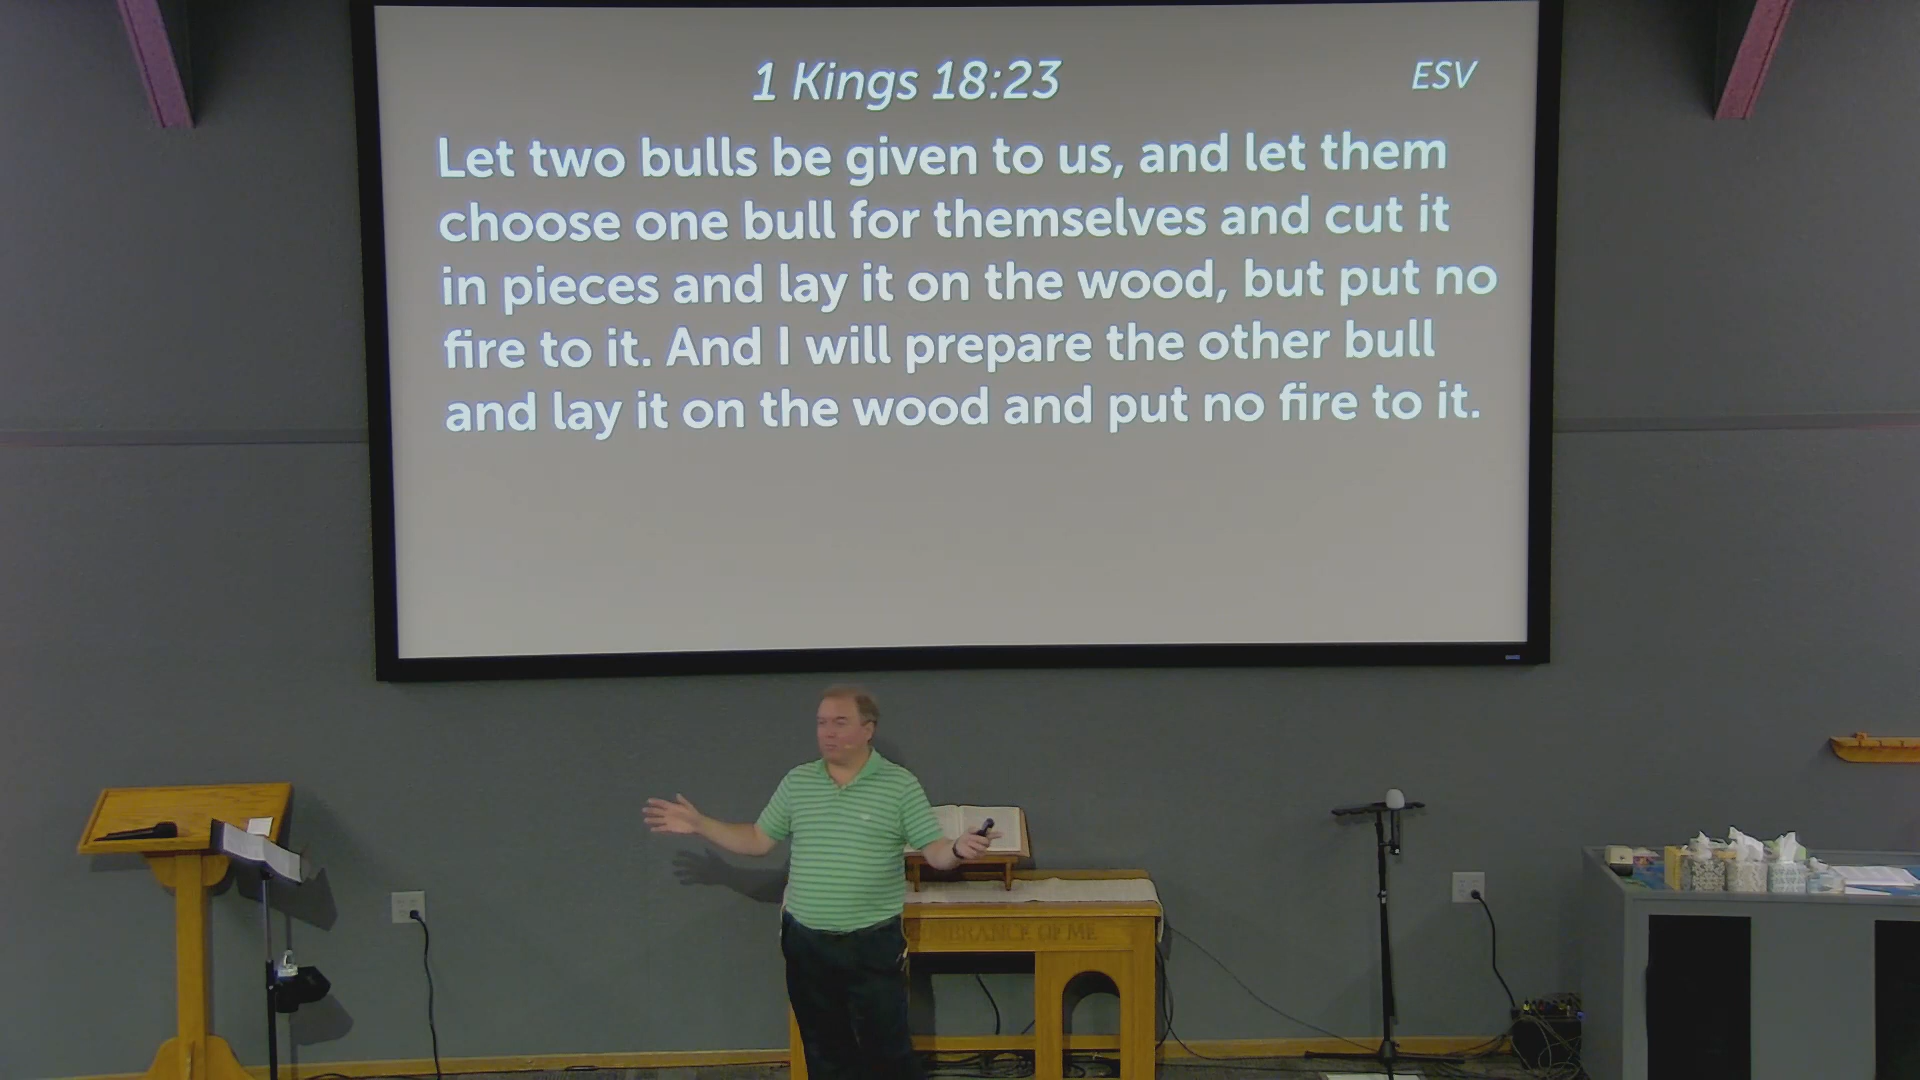 1 Kings 18:23
ESV
Let two bulls be given to us, and let them
choose one bull for themselves and cut it
in pieces and lay it on the wood, but put no
fire to it. And I will prepare the other bull
and lay it on the wood and put no fire to it.
OF ME